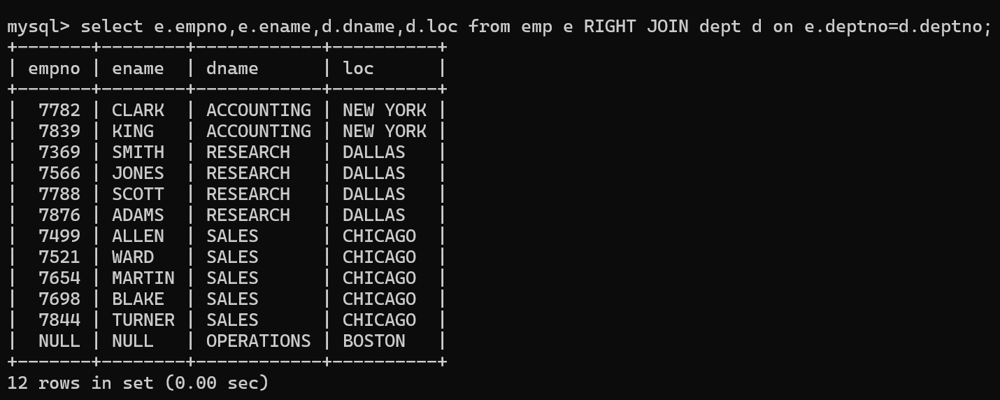 mysql> select e.empno,e.ename,d.dname,d.loc from emp e RIGHT JOIN dept d on e.deptno=d.deptno;
+-------+--------+------------+----------+
| empno | ename  | dname      | loc      |
+-------+--------+------------+----------+
|  7782 | CLARK  | ACCOUNTING | NEW YORK |
|  7839 | KING   | ACCOUNTING | NEW YORK |
|  7369 | SMITH  | RESEARCH   | DALLAS   |
|  7566 | JONES  | RESEARCH   | DALLAS   |
|  7788 | SCOTT  | RESEARCH   | DALLAS   |
|  7876 | ADAMS  | RESEARCH   | DALLAS   |
|  7499 | ALLEN  | SALES      | CHICAGO  |
|  7521 | WARD   | SALES      | CHICAGO  |
|  7654 | MARTIN | SALES      | CHICAGO  |
|  7698 | BLAKE  | SALES      | CHICAGO  |
|  7844 | TURNER | SALES      | CHICAGO  |
|  NULL | NULL   | OPERATIONS | BOSTON   |
+-------+--------+------------+----------+
12 rows in set (0.00 sec)